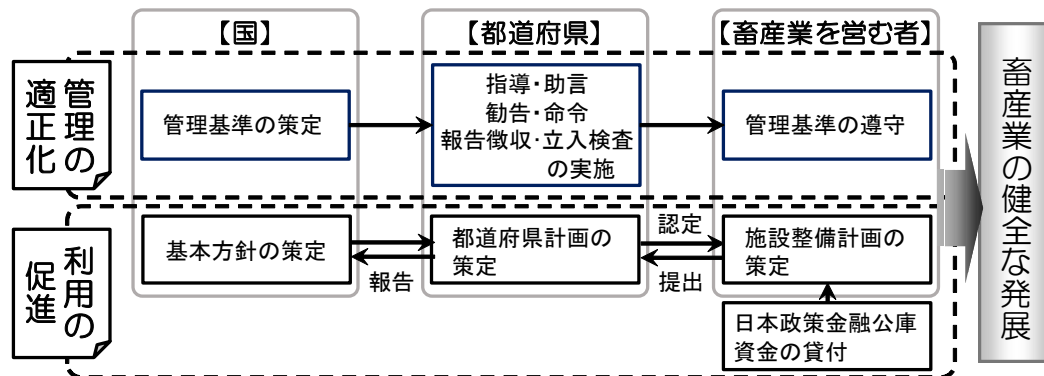 【国】
【都道府県】
【畜産業を営む者】
管理の
適正化
管理基準の策定
指導・助言
勧告・命令
報告徴収・立入検査
の実施
管理基準の遵守
利用の
促進
基本方針の策定
報告
都道府県計画の
策定
認定
提出
施設整備計画の
策定
日本政策金融公庫
資金の貸付
畜産業の健全な発展